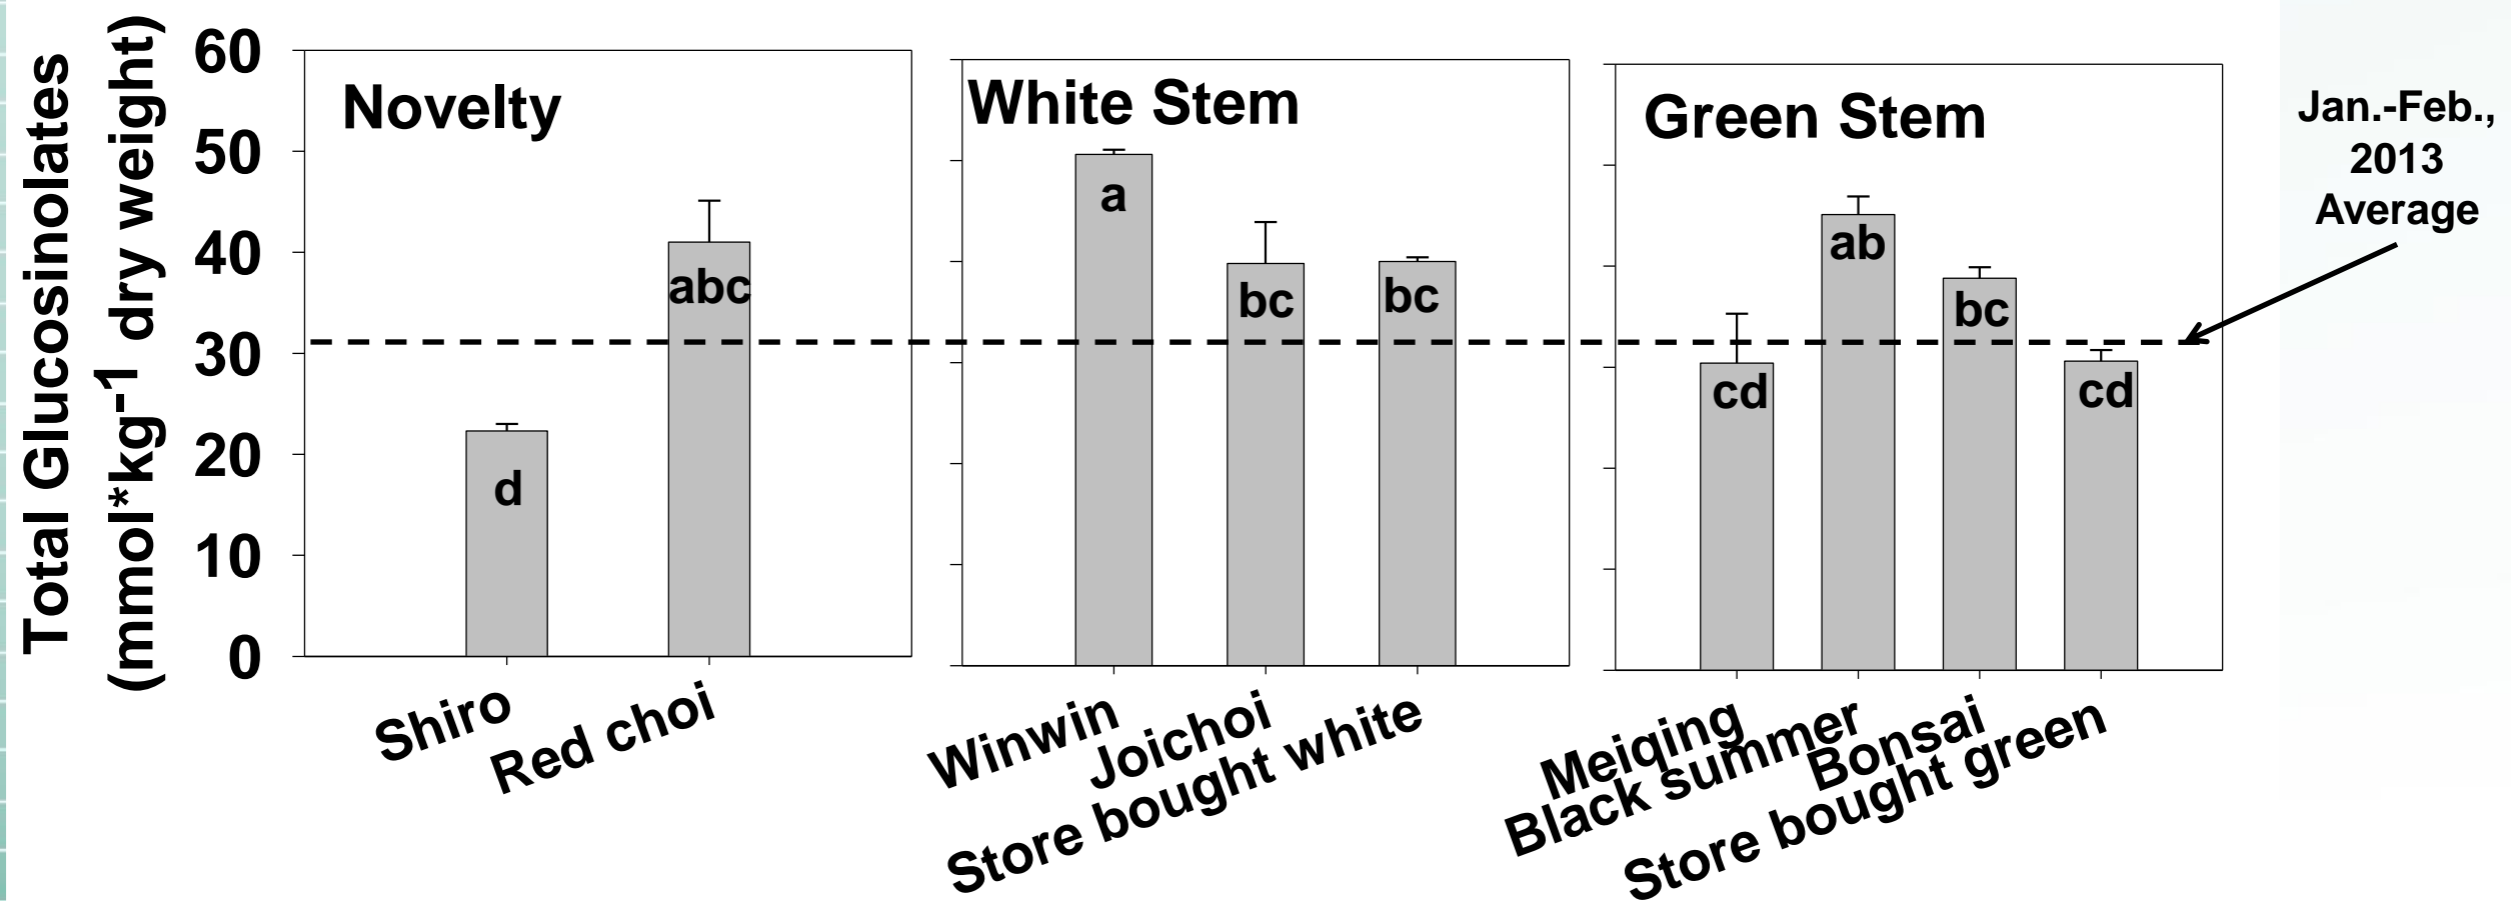 Total Glucosinolates
(mmol*kg-1 dry weight)
60
50
40
30
20
10
0
Novelty
d
abc
Shiro
Red choi
White Stem
a
bc
bc
Winwin
Joichoi
Store bought white
Green Stem
cd
ab
bc
cd
Meiqing
Black summer
Bonsai
Store bought green
Jan.-Feb.,
2013
Average